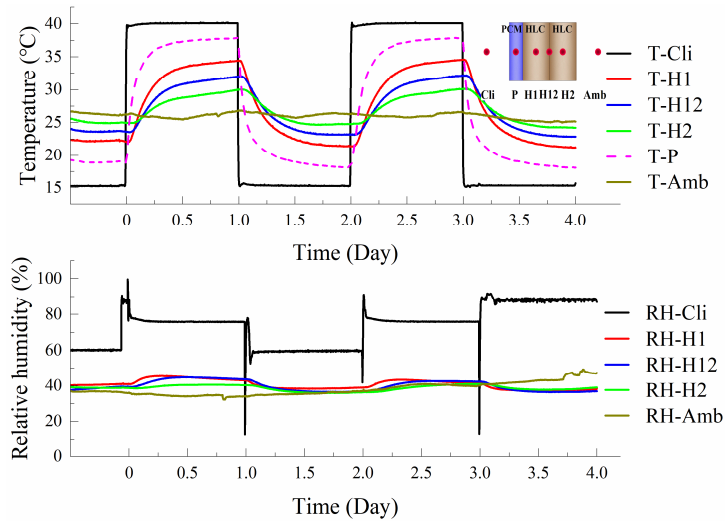 Temperature (°C)
40
35
30
25
20
15
0
0.5
1.0
1.5
2.0
2.5
3.0
3.5
4.0
Time (Day)
PCM HLC HLC
Cli P H1 H12 H2 Amb
T-Cli
T-H1
T-H12
T-H2
T-P
T-Amb
Relative humidity (%)
100
80
60
40
20
0
0
0.5
1.0
1.5
2.0
2.5
3.0
3.5
4.0
Time (Day)
RH-Cli
RH-H1
RH-H12
RH-H2
RH-Amb